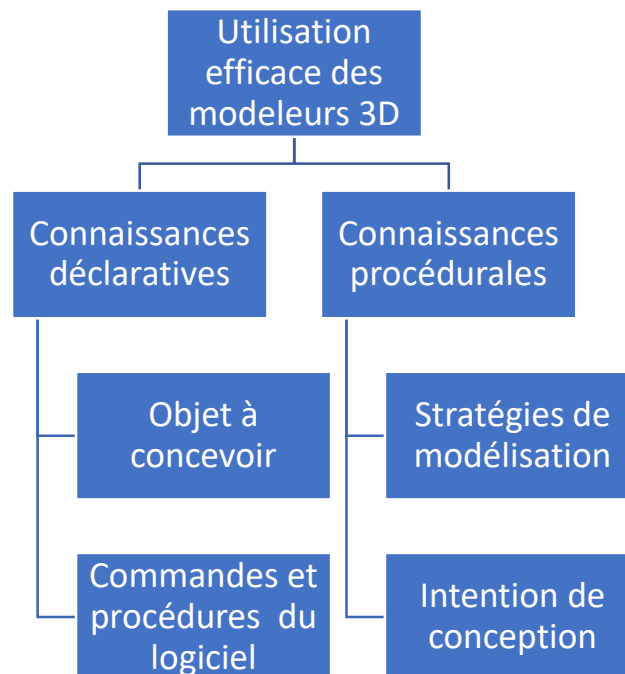 Utilisation
efficace des
modeleurs 3D
Connaissances
déclaratives
Connaissances
procédurales
Objet à
concevoir
Stratégies de
modélisation
Commandes et
procédures  du
logiciel
Intention de
conception